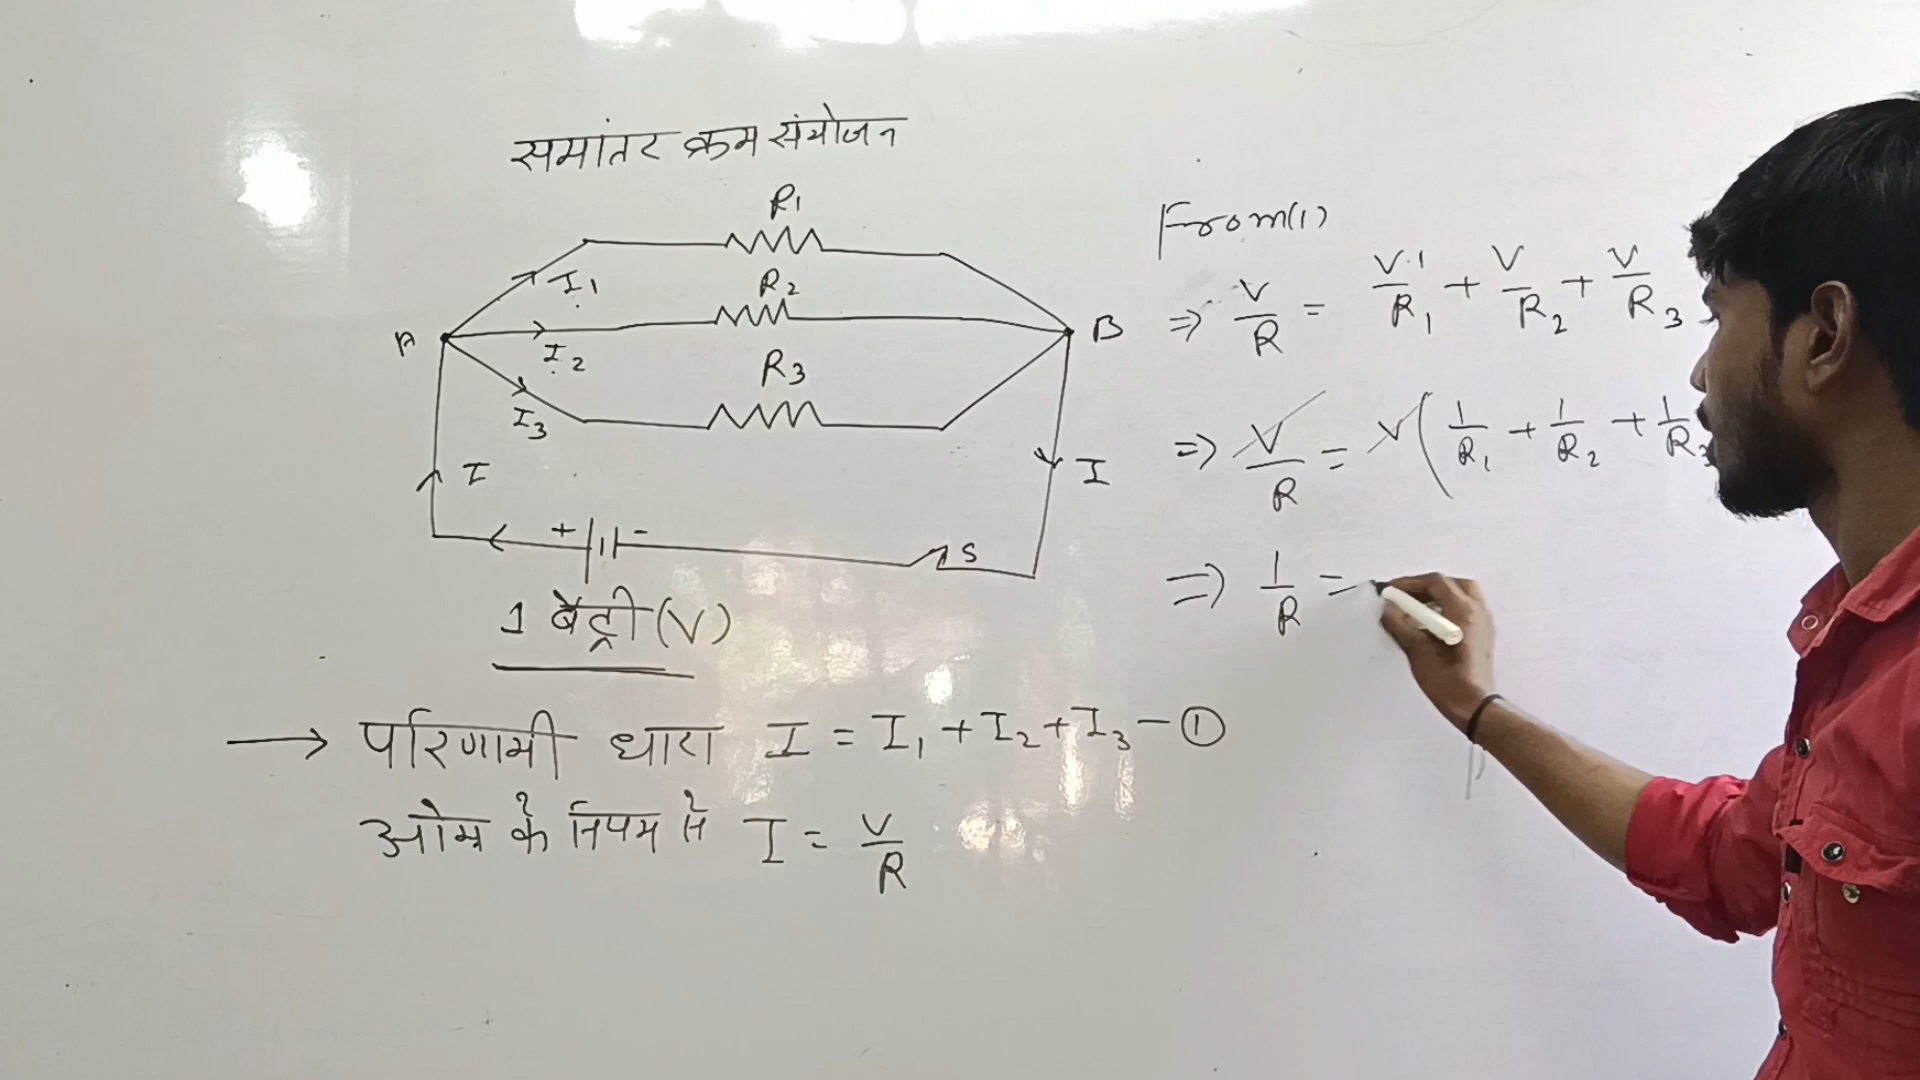 समांतर क्रम संयोजन
R1
I1
R2
A
B
I2
R3
I3
I
I
+ -
S
1 बैट्री (V)
→ परिणामी धारा I = I1 + I2 + I3 - ①
ओम के नियम से I = V/R
From (1)
⇒ V/R = V.1/R1 + V/R2 + V/R3
⇒ V/R = V(1/R1 + 1/R2 + 1/R3
⇒ 1/R =